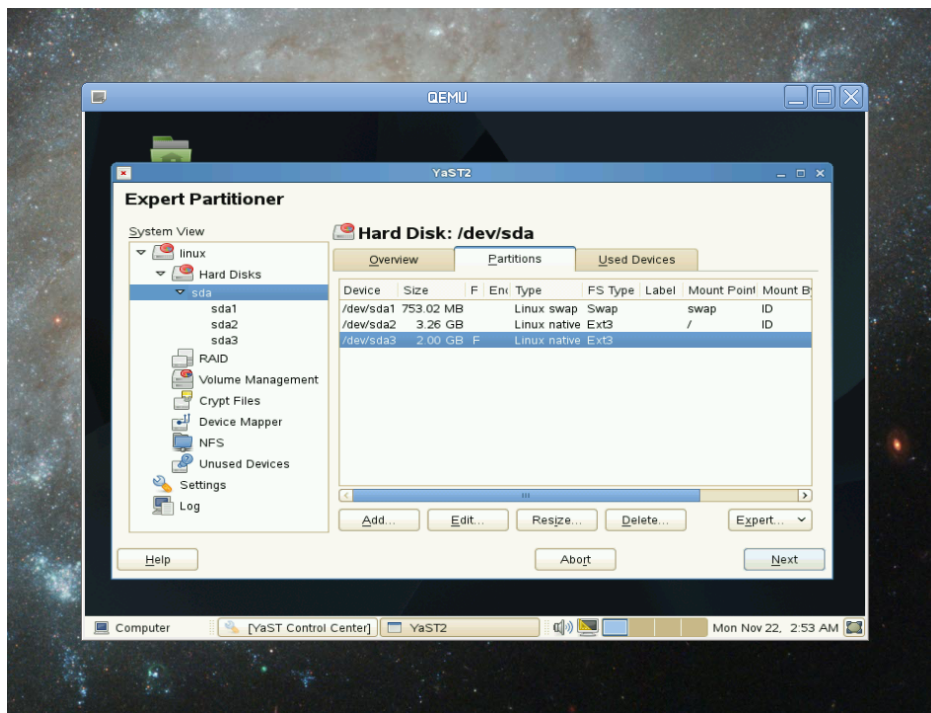 QEMU
YaST2
Expert Partitioner
System View
linux
Hard Disks
sda
sda1
sda2
sda3
RAID
Volume Management
Crypt Files
Device Mapper
NFS
Unused Devices
Settings
Log
Hard Disk: /dev/sda
Overview Partitions Used Devices
Device Size F Enc Type FS Type Label Mount Point Mount B
/dev/sda1 753.02 MB Linux swap Swap swap ID
/dev/sda2 3.26 GB Linux native Ext3 / ID
/dev/sda3 2.00 GB F Linux native Ext3
Add... Edit... Resize... Delete... Expert...
Help Abort Next
Computer [YaST Control Center] YaST2 Mon Nov 22, 2:53 AM